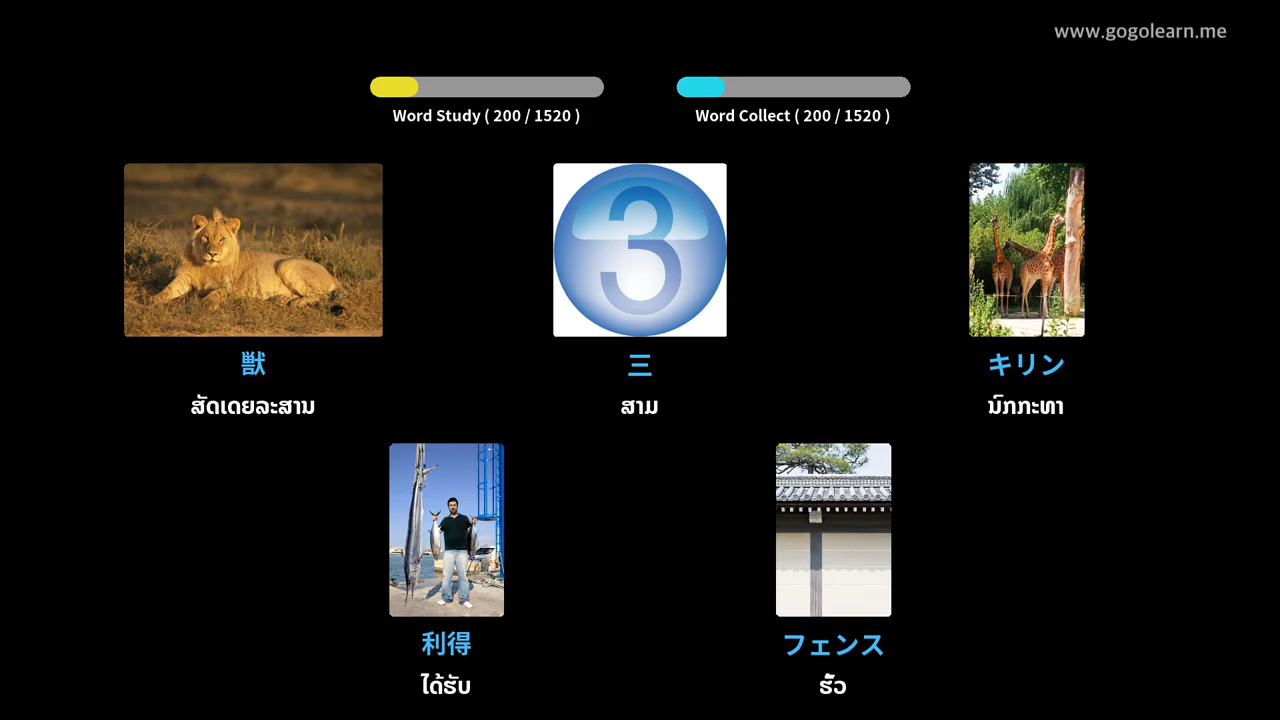 www.gogolearn.me
Word Study ( 200 / 1520 )
Word Collect ( 200 / 1520 )
3
獣
三
キリン
ສັດເດຍລະສານ
ສາມ
ນົກກະທາ
利得
フェンス
ໄດ້ຮັບ
ຮົ້ວ